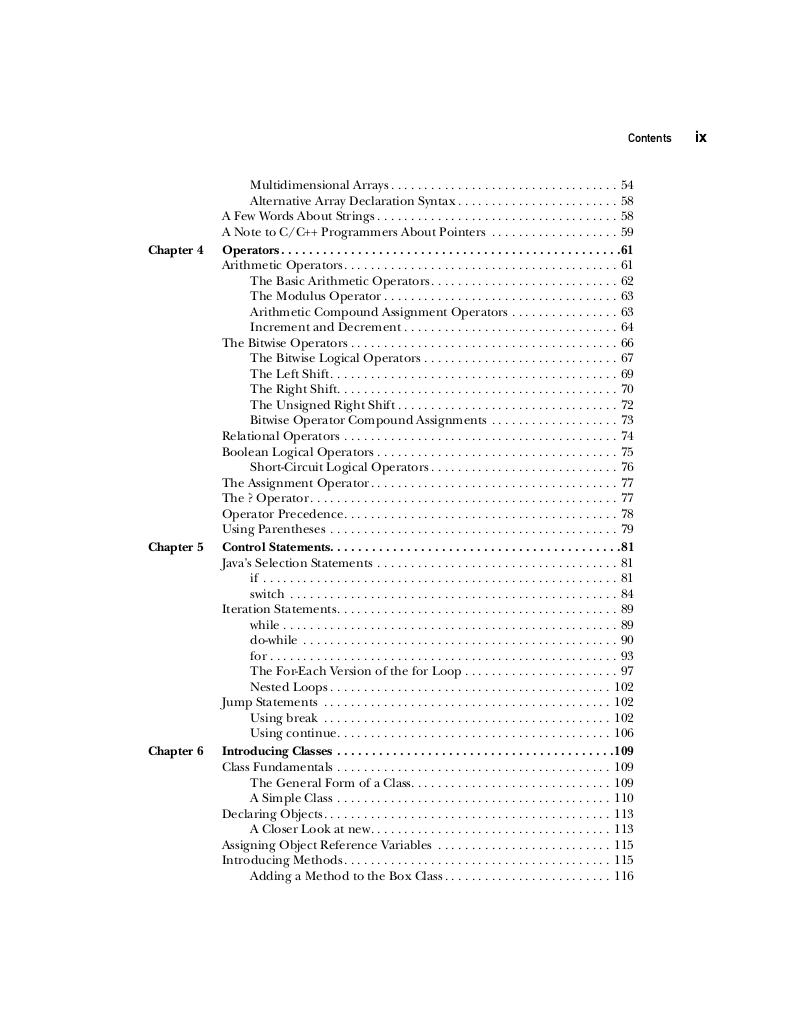 Contents ix
Multidimensional Arrays . . . . . . . . . . . . . . . . . . . . . . . . . . . . . . . . . . 54
Alternative Array Declaration Syntax . . . . . . . . . . . . . . . . . . . . . . . . 58
A Few Words About Strings . . . . . . . . . . . . . . . . . . . . . . . . . . . . . . . . . . . . 58
A Note to C/C++ Programmers About Pointers . . . . . . . . . . . . . . . . . . . 59
Chapter 4 Operators . . . . . . . . . . . . . . . . . . . . . . . . . . . . . . . . . . . . . . . . . . . . . . . . .61
Arithmetic Operators . . . . . . . . . . . . . . . . . . . . . . . . . . . . . . . . . . . . . . . . . 61
The Basic Arithmetic Operators . . . . . . . . . . . . . . . . . . . . . . . . . . . . 62
The Modulus Operator . . . . . . . . . . . . . . . . . . . . . . . . . . . . . . . . . . . 63
Arithmetic Compound Assignment Operators . . . . . . . . . . . . . . . . 63
Increment and Decrement . . . . . . . . . . . . . . . . . . . . . . . . . . . . . . . . 64
The Bitwise Operators . . . . . . . . . . . . . . . . . . . . . . . . . . . . . . . . . . . . . . . . 66
The Bitwise Logical Operators . . . . . . . . . . . . . . . . . . . . . . . . . . . . . 67
The Left Shift . . . . . . . . . . . . . . . . . . . . . . . . . . . . . . . . . . . . . . . . . . . 69
The Right Shift . . . . . . . . . . . . . . . . . . . . . . . . . . . . . . . . . . . . . . . . . . 70
The Unsigned Right Shift . . . . . . . . . . . . . . . . . . . . . . . . . . . . . . . . . 72
Bitwise Operator Compound Assignments . . . . . . . . . . . . . . . . . . . 73
Relational Operators . . . . . . . . . . . . . . . . . . . . . . . . . . . . . . . . . . . . . . . . . 74
Boolean Logical Operators . . . . . . . . . . . . . . . . . . . . . . . . . . . . . . . . . . . . 75
Short-Circuit Logical Operators . . . . . . . . . . . . . . . . . . . . . . . . . . . . 76
The Assignment Operator . . . . . . . . . . . . . . . . . . . . . . . . . . . . . . . . . . . . . 77
The ? Operator . . . . . . . . . . . . . . . . . . . . . . . . . . . . . . . . . . . . . . . . . . . . . . 77
Operator Precedence . . . . . . . . . . . . . . . . . . . . . . . . . . . . . . . . . . . . . . . . . 78
Using Parentheses . . . . . . . . . . . . . . . . . . . . . . . . . . . . . . . . . . . . . . . . . . . 79
Chapter 5 Control Statements . . . . . . . . . . . . . . . . . . . . . . . . . . . . . . . . . . . . . . . . . .81
Java's Selection Statements . . . . . . . . . . . . . . . . . . . . . . . . . . . . . . . . . . . . 81
if . . . . . . . . . . . . . . . . . . . . . . . . . . . . . . . . . . . . . . . . . . . . . . . . . . . . . 81
switch . . . . . . . . . . . . . . . . . . . . . . . . . . . . . . . . . . . . . . . . . . . . . . . . . 84
Iteration Statements . . . . . . . . . . . . . . . . . . . . . . . . . . . . . . . . . . . . . . . . . . 89
while . . . . . . . . . . . . . . . . . . . . . . . . . . . . . . . . . . . . . . . . . . . . . . . . . . 89
do-while . . . . . . . . . . . . . . . . . . . . . . . . . . . . . . . . . . . . . . . . . . . . . . . 90
for . . . . . . . . . . . . . . . . . . . . . . . . . . . . . . . . . . . . . . . . . . . . . . . . . . . . 93
The For-Each Version of the for Loop . . . . . . . . . . . . . . . . . . . . . . . 97
Nested Loops . . . . . . . . . . . . . . . . . . . . . . . . . . . . . . . . . . . . . . . . . . 102
Jump Statements . . . . . . . . . . . . . . . . . . . . . . . . . . . . . . . . . . . . . . . . . . . 102
Using break . . . . . . . . . . . . . . . . . . . . . . . . . . . . . . . . . . . . . . . . . . . 102
Using continue . . . . . . . . . . . . . . . . . . . . . . . . . . . . . . . . . . . . . . . . . 106
Chapter 6 Introducing Classes . . . . . . . . . . . . . . . . . . . . . . . . . . . . . . . . . . . . . . . .109
Class Fundamentals . . . . . . . . . . . . . . . . . . . . . . . . . . . . . . . . . . . . . . . . . 109
The General Form of a Class . . . . . . . . . . . . . . . . . . . . . . . . . . . . . . 109
A Simple Class . . . . . . . . . . . . . . . . . . . . . . . . . . . . . . . . . . . . . . . . . 110
Declaring Objects . . . . . . . . . . . . . . . . . . . . . . . . . . . . . . . . . . . . . . . . . . . 113
A Closer Look at new . . . . . . . . . . . . . . . . . . . . . . . . . . . . . . . . . . . . 113
Assigning Object Reference Variables . . . . . . . . . . . . . . . . . . . . . . . . . . 115
Introducing Methods . . . . . . . . . . . . . . . . . . . . . . . . . . . . . . . . . . . . . . . . 115
Adding a Method to the Box Class . . . . . . . . . . . . . . . . . . . . . . . . . 116